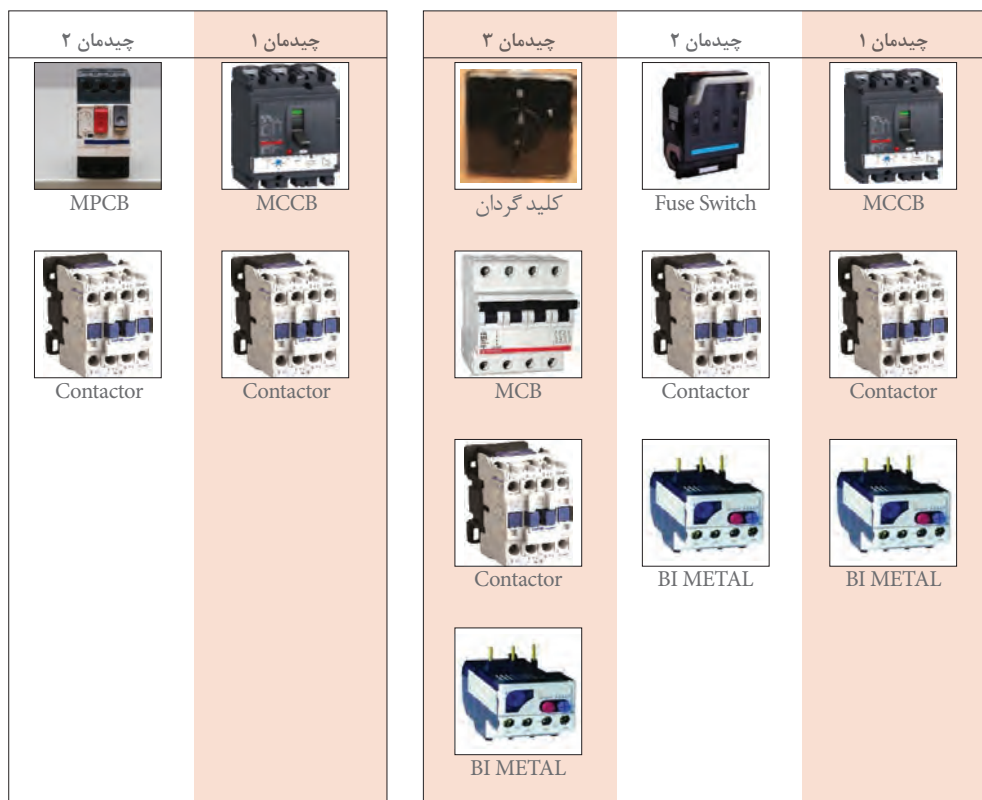 چیدمان ۱
چیدمان ۲
چیدمان ۳
MCCB
Fuse Switch
کلید گردان
Contactor
Contactor
MCB
BI METAL
BI METAL
Contactor
BI METAL
چیدمان ۱
چیدمان ۲
MCCB
MPCB
Contactor
Contactor